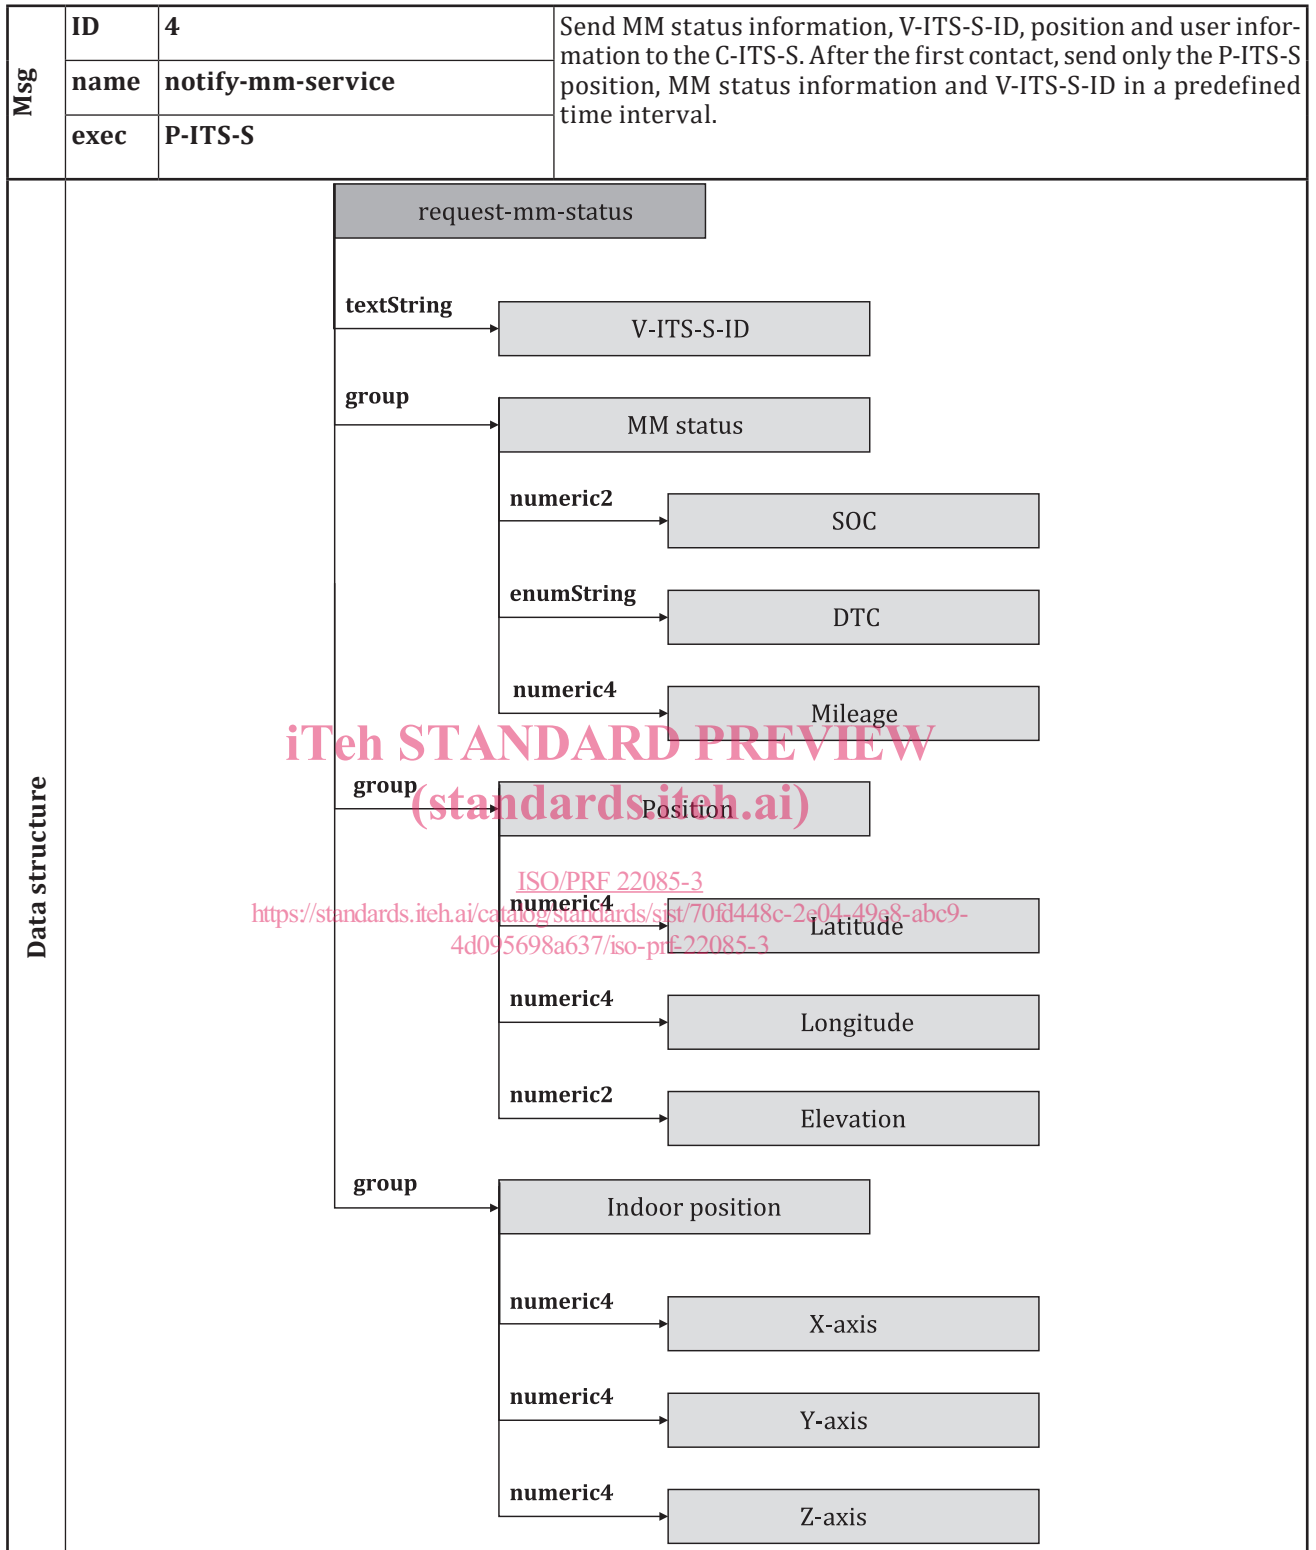 Msg
ID
4
Send MM status information, V-ITS-S-ID, position and user infor-
mation to the C-ITS-S. After the first contact, send only the P-ITS-S
position, MM status information and V-ITS-S-ID in a predefined
time interval.
name
notify-mm-service
exec
P-ITS-S
Data structure
request-mm-status
textString
V-ITS-S-ID
group
MM status
numeric2
SOC
enumString
DTC
numeric4
Mileage
iTeh STANDARD PREVIEW
group
Position
(standards.iteh.ai)
ISO/PRF 22085-3
numeric4
Latitude
https://standards.iteh.ai/catalog/standards/sist/70fd448c-2e04-49e8-abc9-
4d095698a637/iso-prf-22085-3
numeric4
Longitude
numeric2
Elevation
group
Indoor position
numeric4
X-axis
numeric4
Y-axis
numeric4
Z-axis